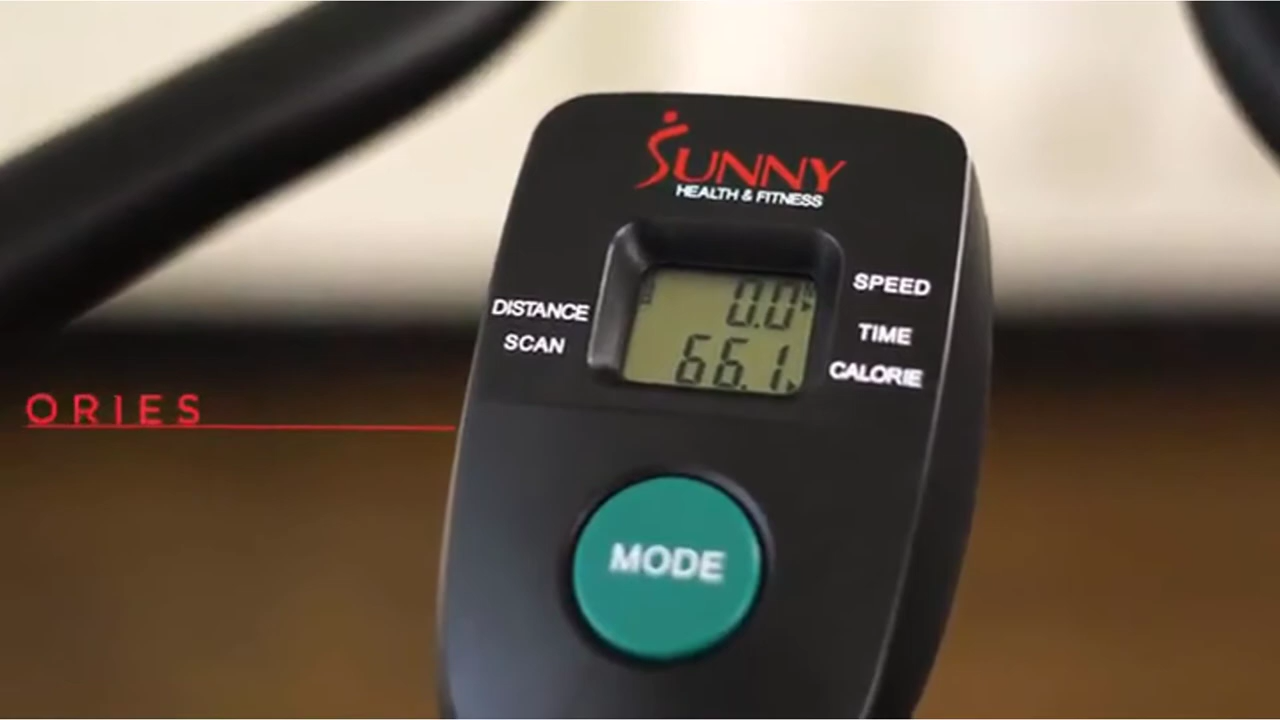 SUNNY
HEALTH & FITNESS
SPEED
0.0
DISTANCE
TIME
SCAN
66.1
CALORIE
ORIES
MODE